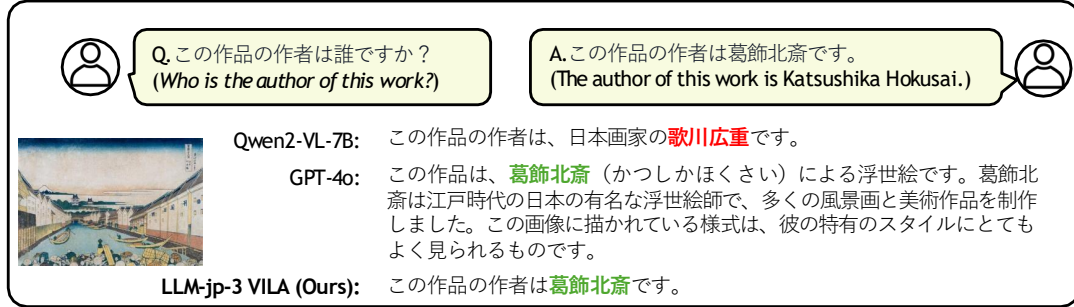 Q.この作品の作者は誰ですか？
(Who is the author of this work?)
A.この作品の作者は葛飾北斎です。
(The author of this work is Katsushika Hokusai.)
Qwen2-VL-7B: この作品の作者は、日本画家の歌川広重です。
GPT-4o: この作品は、葛飾北斎（かつしかほくさい）による浮世絵です。葛飾北
斎は江戸時代の日本の有名な浮世絵師で、多くの風景画と美術作品を制作
しました。この画像に描かれている様式は、彼の特有のスタイルにとても
よく見られるものです。
LLM-jp-3 VILA (Ours): この作品の作者は葛飾北斎です。